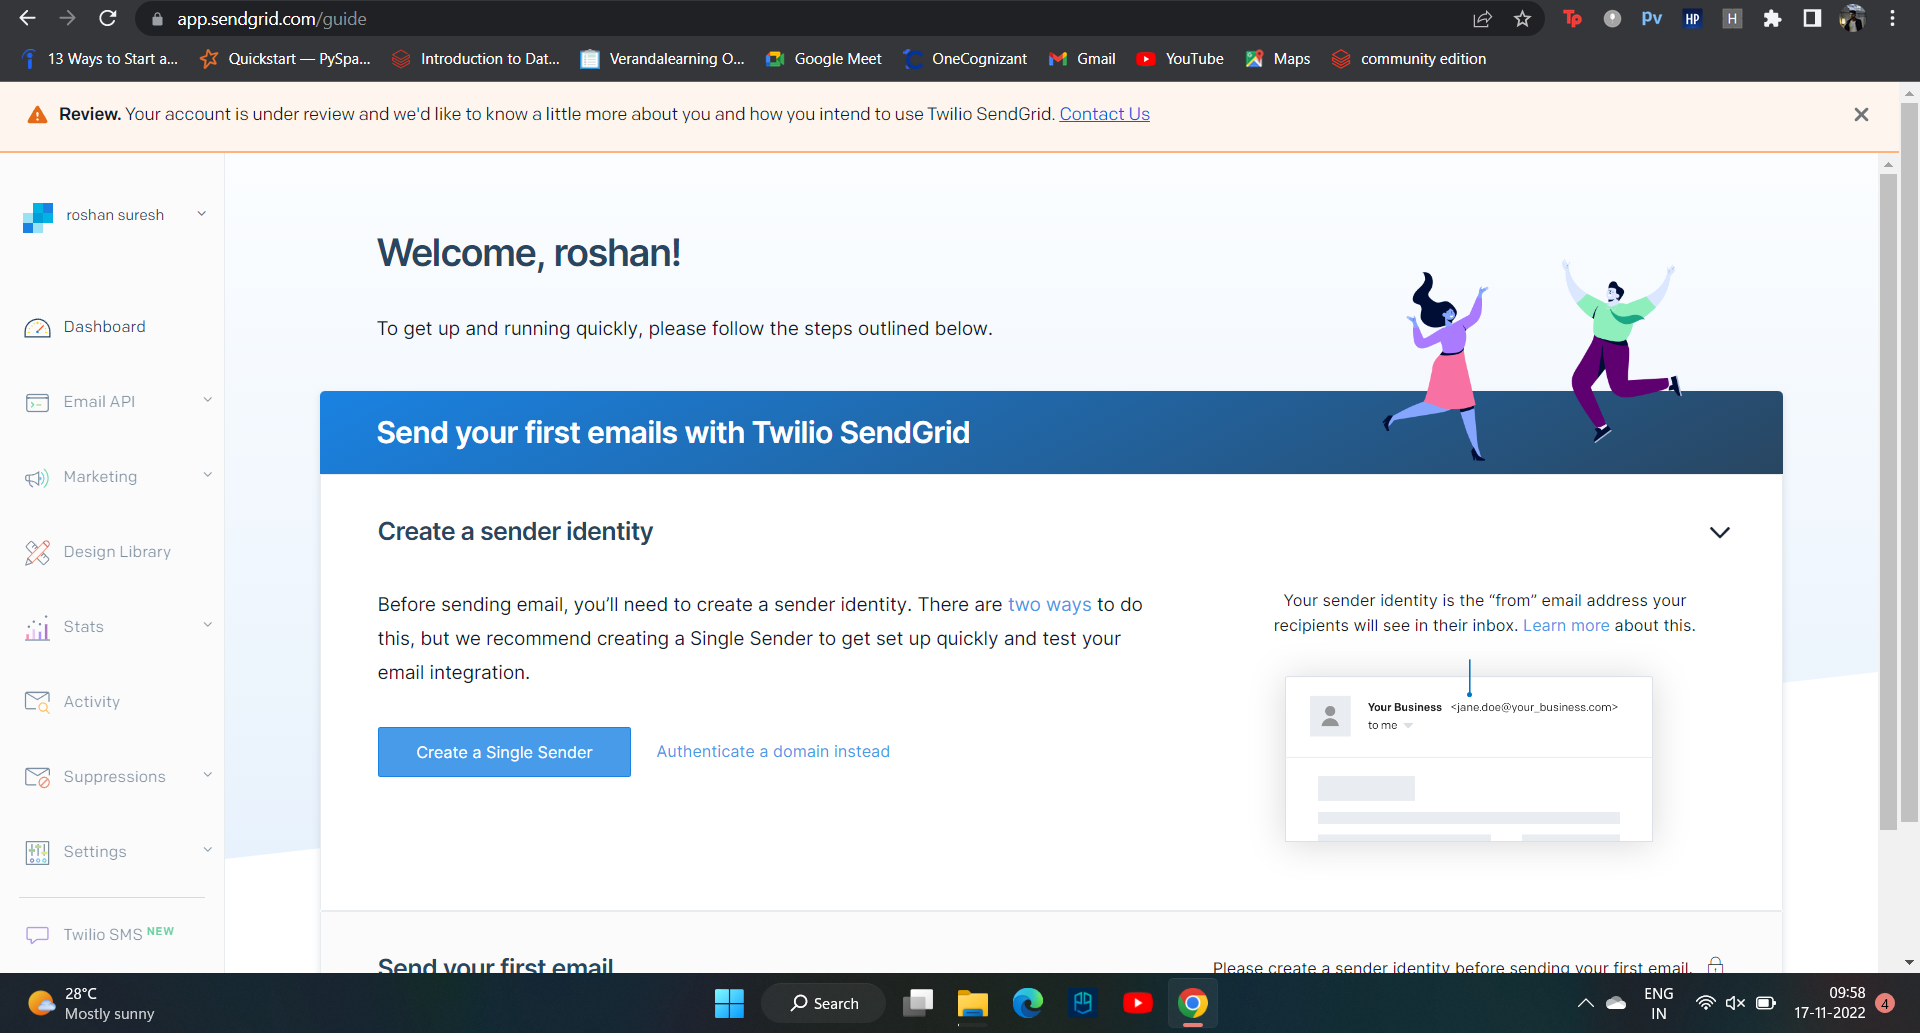 app.sendgrid.com/guide
Tp
Pv
HP
H
13 Ways to Start a...
Quickstart — PySpa...
Introduction to Dat...
Verandalearning O...
Google Meet
OneCognizant
Gmail
YouTube
Maps
community edition
Review. Your account is under review and we'd like to know a little more about you and how you intend to use Twilio SendGrid. Contact Us
roshan suresh
Dashboard
Email API
Marketing
Design Library
Stats
Activity
Suppressions
Settings
Twilio SMS NEW
Welcome, roshan!
To get up and running quickly, please follow the steps outlined below.
Send your first emails with Twilio SendGrid
Create a sender identity
Before sending email, you’ll need to create a sender identity. There are two ways to do
this, but we recommend creating a Single Sender to get set up quickly and test your
email integration.
Create a Single Sender
Authenticate a domain instead
Your sender identity is the “from” email address your
recipients will see in their inbox. Learn more about this.
Your Business <jane.doe@your_business.com>
to me
Send your first email
Please create a sender identity before sending your first email.
28°C
Mostly sunny
Search
ENG
IN
09:58
17-11-2022
4